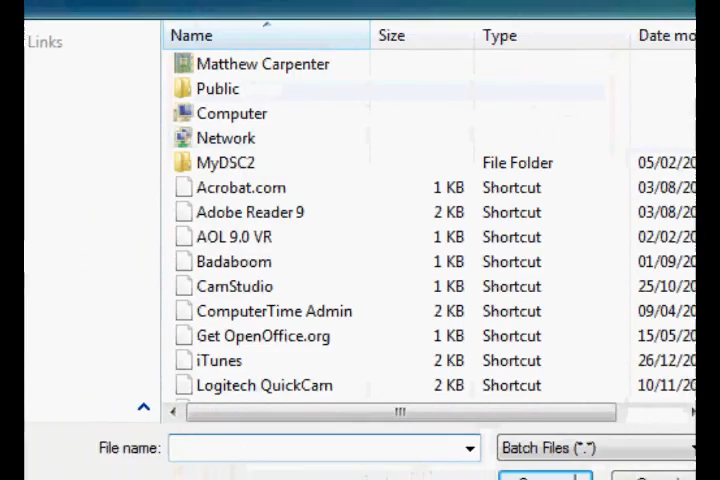 Links
Name Size Type Date mo
Matthew Carpenter
Public
Computer
Network
MyDSC2 File Folder 05/02/20
Acrobat.com 1 KB Shortcut 03/08/20
Adobe Reader 9 2 KB Shortcut 03/08/20
AOL 9.0 VR 1 KB Shortcut 02/02/20
Badaboom 1 KB Shortcut 01/09/20
CamStudio 1 KB Shortcut 25/10/20
ComputerTime Admin 2 KB Shortcut 09/04/20
Get OpenOffice.org 2 KB Shortcut 15/05/20
iTunes 2 KB Shortcut 26/12/20
Logitech QuickCam 2 KB Shortcut 10/11/20
File name: Batch Files (*.*)